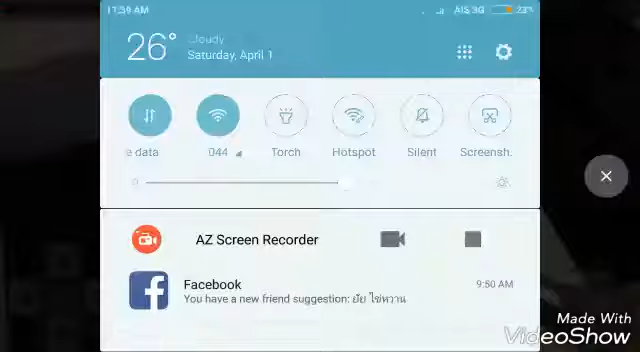 11:39 AM
AIS 3G 23%
26° Cloudy
Saturday, April 1
e data 044 Torch Hotspot Silent Screensh.
AZ Screen Recorder
Facebook 9:50 AM
You have a new friend suggestion: ยัย ไข่หวาน
Made With
VideoShow